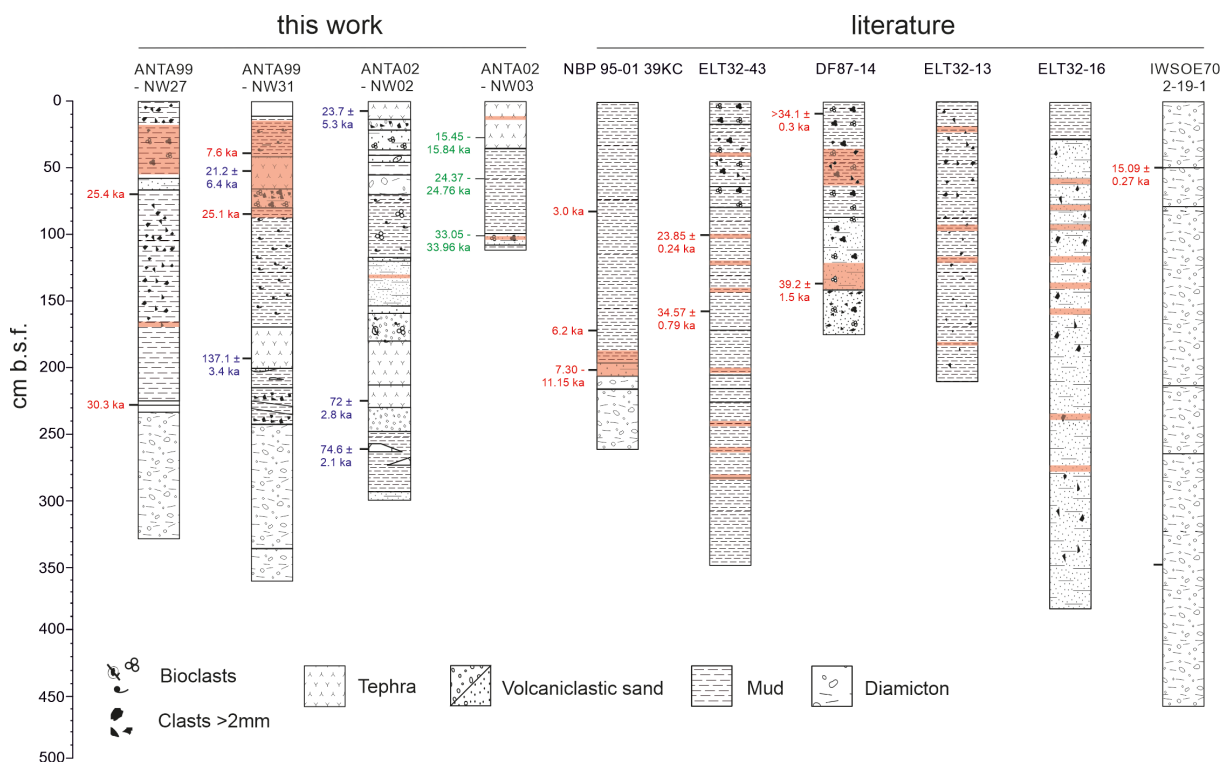 this work
literature
ANTA99
- NW27
ANTA99
- NW31
ANTA02
- NW02
ANTA02
- NW03
NBP 95-01 39KC
ELT32-43
DF87-14
ELT32-13
ELT32-16
IWSOE70
2-19-1
cm b.s.f.
0
50
100
150
200
250
300
350
400
450
500
25.4 ka
30.3 ka
7.6 ka
21.2 ±
6.4 ka
25.1 ka
137.1 ±
3.4 ka
23.7 ±
5.3 ka
72 ±
2.8 ka
74.6 ±
2.1 ka
15.45 -
15.84 ka
24.37 -
24.76 ka
33.05 -
33.96 ka
3.0 ka
6.2 ka
7.30 -
11.15 ka
23.85 ±
0.24 ka
34.57 ±
0.79 ka
>34.1 ±
0.3 ka
39.2 ±
1.5 ka
15.09 ±
0.27 ka
Bioclasts
Clasts >2mm
Tephra
Volcaniclastic sand
Mud
Diamicton